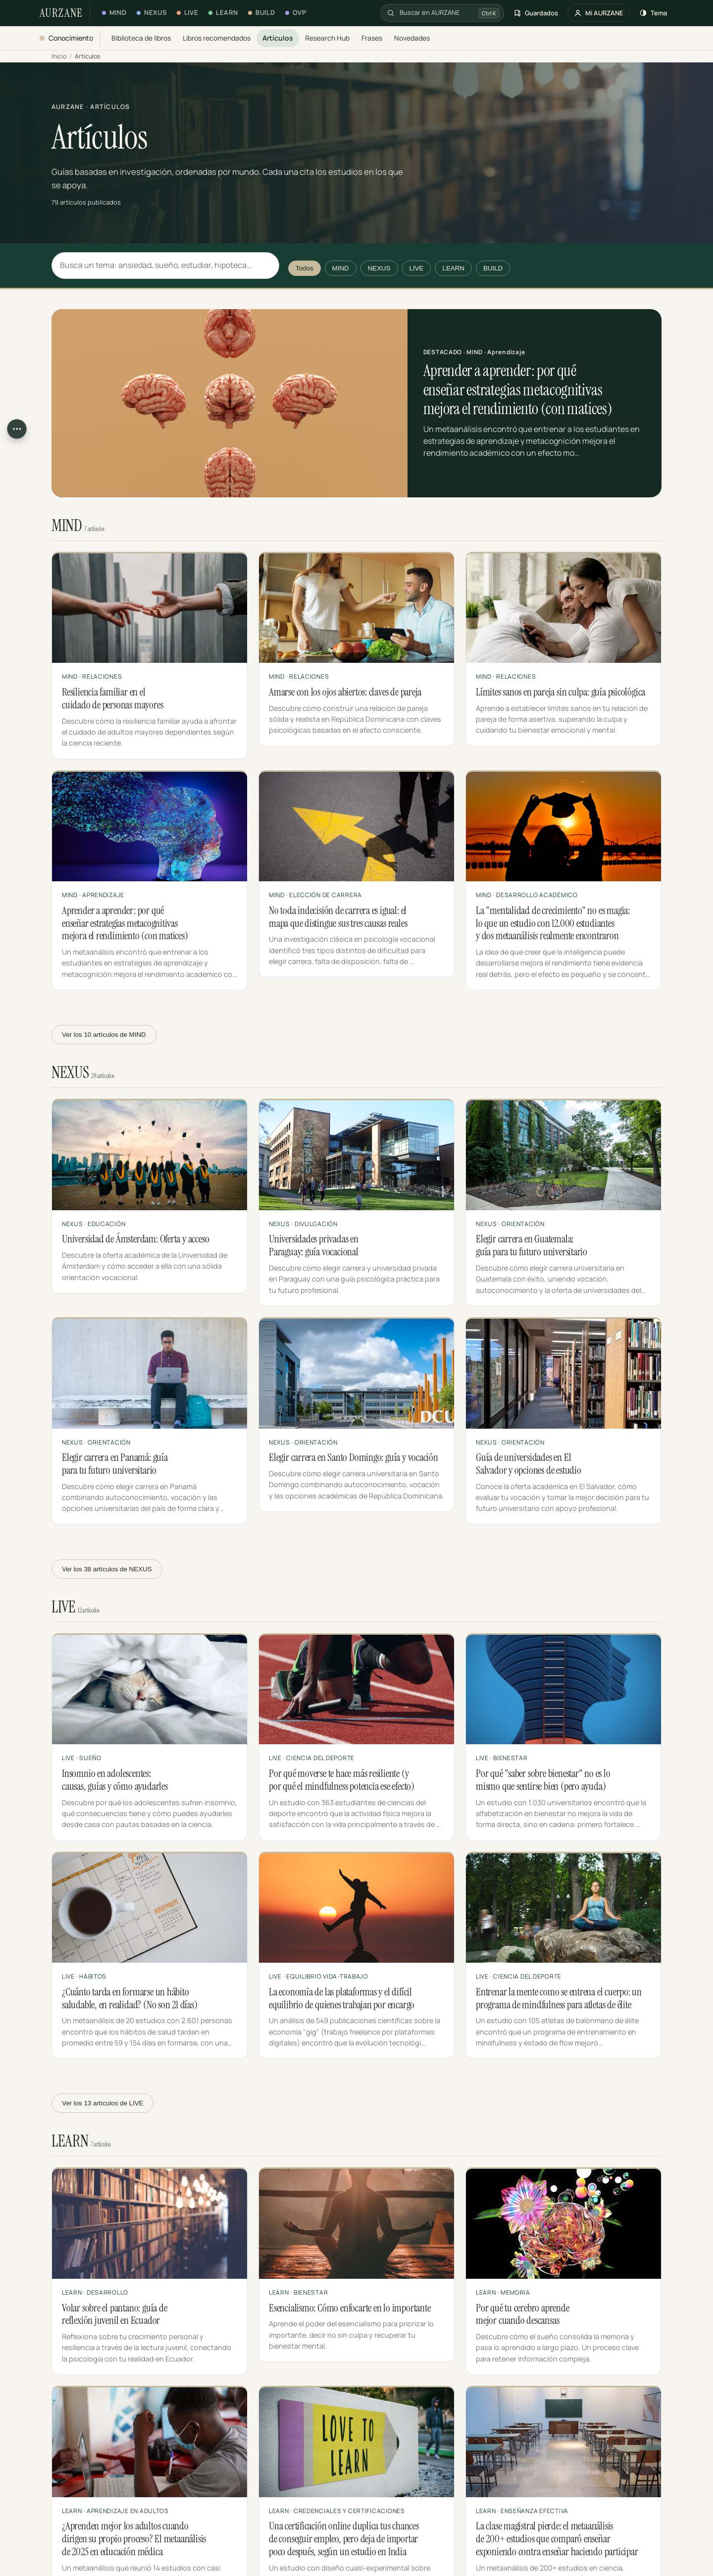 AURZANE
MIND NEXUS LIVE LEARN BUILD OVP
Buscar en AURZANE Ctrl K
Guardados Mi AURZANE Tema
Conocimiento Biblioteca de libros Libros recomendados Artículos Research Hub Frases Novedades
Inicio / Artículos
AURZANE · ARTÍCULOS
Artículos
Guías basadas en investigación, ordenadas por mundo. Cada una cita los estudios en los que
se apoya.
79 artículos publicados
Busca un tema: ansiedad, sueño, estudiar, hipoteca...
Todos MIND NEXUS LIVE LEARN BUILD
DESTACADO · MIND · Aprendizaje
Aprender a aprender: por qué
enseñar estrategias metacognitivas
mejora el rendimiento (con matices)
Un metaanálisis encontró que entrenar a los estudiantes en
estrategias de aprendizaje y metacognición mejora el
rendimiento académico con un efecto mo...
MIND 7 artículos
MIND · RELACIONES
Resiliencia familiar en el
cuidado de personas mayores
Descubre cómo la resiliencia familiar ayuda a afrontar
el cuidado de adultos mayores dependientes según
la ciencia reciente.
MIND · RELACIONES
Amarse con los ojos abiertos: claves de pareja
Descubre cómo construir una relación de pareja
sólida y realista en República Dominicana con claves
psicológicas basadas en el afecto consciente.
MIND · RELACIONES
Límites sanos en pareja sin culpa: guía psicológica
Aprende a establecer límites sanos en tu relación de
pareja de forma asertiva, superando la culpa y
cuidando tu bienestar emocional y mental.
MIND · APRENDIZAJE
Aprender a aprender: por qué
enseñar estrategias metacognitivas
mejora el rendimiento (con matices)
Un metaanálisis encontró que entrenar a los
estudiantes en estrategias de aprendizaje y
metacognición mejora el rendimiento académico co...
MIND · ELECCIÓN DE CARRERA
No toda indecisión de carrera es igual: el
mapa que distingue sus tres causas reales
Una investigación clásica en psicología vocacional
identificó tres tipos distintos de dificultad para
elegir carrera, falta de disposición, falta de ...
MIND · DESARROLLO ACADÉMICO
La "mentalidad de crecimiento" no es magia:
lo que un estudio con 12.000 estudiantes
y dos metaanálisis realmente encontraron
La idea de que creer que la inteligencia puede
desarrollarse mejora el rendimiento tiene evidencia
real detrás, pero el efecto es pequeño y se concent...
Ver los 10 artículos de MIND
NEXUS 28 artículos
NEXUS · EDUCACIÓN
Universidad de Ámsterdam: Oferta y acceso
Descubre la oferta académica de la Universidad de
Ámsterdam y cómo acceder a ella con una sólida
orientación vocacional.
NEXUS · DIVULGACIÓN
Universidades privadas en
Paraguay: guía vocacional
Descubre cómo elegir carrera y universidad privada
en Paraguay con una guía psicológica práctica para
tu futuro profesional.
NEXUS · ORIENTACIÓN
Elegir carrera en Guatemala:
guía para tu futuro universitario
Descubre cómo elegir carrera universitaria en
Guatemala con éxito, uniendo vocación,
autoconocimiento y la oferta de universidades del...
DCU
NEXUS · ORIENTACIÓN
Elegir carrera en Panamá: guía
para tu futuro universitario
Descubre cómo elegir carrera en Panamá
combinando autoconocimiento, vocación y las
opciones universitarias del país de forma clara y...
NEXUS · ORIENTACIÓN
Elegir carrera en Santo Domingo: guía y vocación
Descubre cómo elegir carrera universitaria en Santo
Domingo combinando autoconocimiento, vocación
y las opciones académicas de República Dominicana.
NEXUS · ORIENTACIÓN
Guía de universidades en El
Salvador y opciones de estudio
Conoce la oferta académica en El Salvador, cómo
evaluar tu vocación y tomar la mejor decisión para tu
futuro universitario con apoyo profesional.
Ver los 38 artículos de NEXUS
LIVE 12 artículos
LIVE · SUEÑO
Insomnio en adolescentes:
causas, guías y cómo ayudarles
Descubre por qué los adolescentes sufren insomnio,
qué consecuencias tiene y cómo puedes ayudarles
desde casa con pautas basadas en la ciencia.
LIVE · CIENCIA DEL DEPORTE
Por qué moverse te hace más resiliente (y
por qué el mindfulness potencia ese efecto)
Un estudio con 363 estudiantes de ciencias del
deporte encontró que la actividad física mejora la
satisfacción con la vida principalmente a través de ...
LIVE · BIENESTAR
Por qué "saber sobre bienestar" no es lo
mismo que sentirse bien (pero ayuda)
Un estudio con 1.030 universitarios encontró que la
alfabetización en bienestar no mejora la vida de
forma directa, sino en cadena: primero fortalece ...
LIVE · HÁBITOS
¿Cuánto tarda en formarse un hábito
saludable, en realidad? (No son 21 días)
Un metaanálisis de 20 estudios con 2.601 personas
encontró que los hábitos de salud tardan en
promedio entre 59 y 154 días en formarse, con una...
LIVE · EQUILIBRIO VIDA-TRABAJO
La economía de las plataformas y el difícil
equilibrio de quienes trabajan por encargo
Un análisis de 549 publicaciones científicas sobre la
economía "gig" (trabajo freelance por plataformas
digitales) encontró que la evolución tecnológi...
LIVE · CIENCIA DEL DEPORTE
Entrenar la mente como se entrena el cuerpo: un
programa de mindfulness para atletas de élite
Un estudio con 105 atletas de balonmano de élite
encontró que un programa de entrenamiento en
mindfulness y estado de flow mejoró...
Ver los 13 artículos de LIVE
LEARN 7 artículos
LEARN · DESARROLLO
Volar sobre el pantano: guía de
reflexión juvenil en Ecuador
Reflexiona sobre tu crecimiento personal y
resiliencia a través de la lectura juvenil, conectando
la psicología con tu realidad en Ecuador.
LEARN · BIENESTAR
Esencialismo: Cómo enfocarte en lo importante
Aprende el poder del esencialismo para priorizar lo
importante, decir no sin culpa y recuperar tu
bienestar mental.
LEARN · MEMORIA
Por qué tu cerebro aprende
mejor cuando descansas
Descubre cómo el sueño consolida la memoria y
pasa lo aprendido a largo plazo. Un proceso clave
para retener información compleja.
LOVE TO
LEARN
LEARN · APRENDIZAJE EN ADULTOS
¿Aprenden mejor los adultos cuando
dirigen su propio proceso? El metaanálisis
de 2025 en educación médica
Un metaanálisis que reunió 14 estudios con casi
LEARN · CREDENCIALES Y CERTIFICACIONES
Una certificación online duplica tus chances
de conseguir empleo, pero deja de importar
poco después, según un estudio en India
Un estudio con diseño cuasi-experimental sobre
LEARN · ENSEÑANZA EFECTIVA
La clase magistral pierde: el metaanálisis
de 200+ estudios que comparó enseñar
exponiendo contra enseñar haciendo participar
Un metaanálisis de 200+ estudios en ciencia,